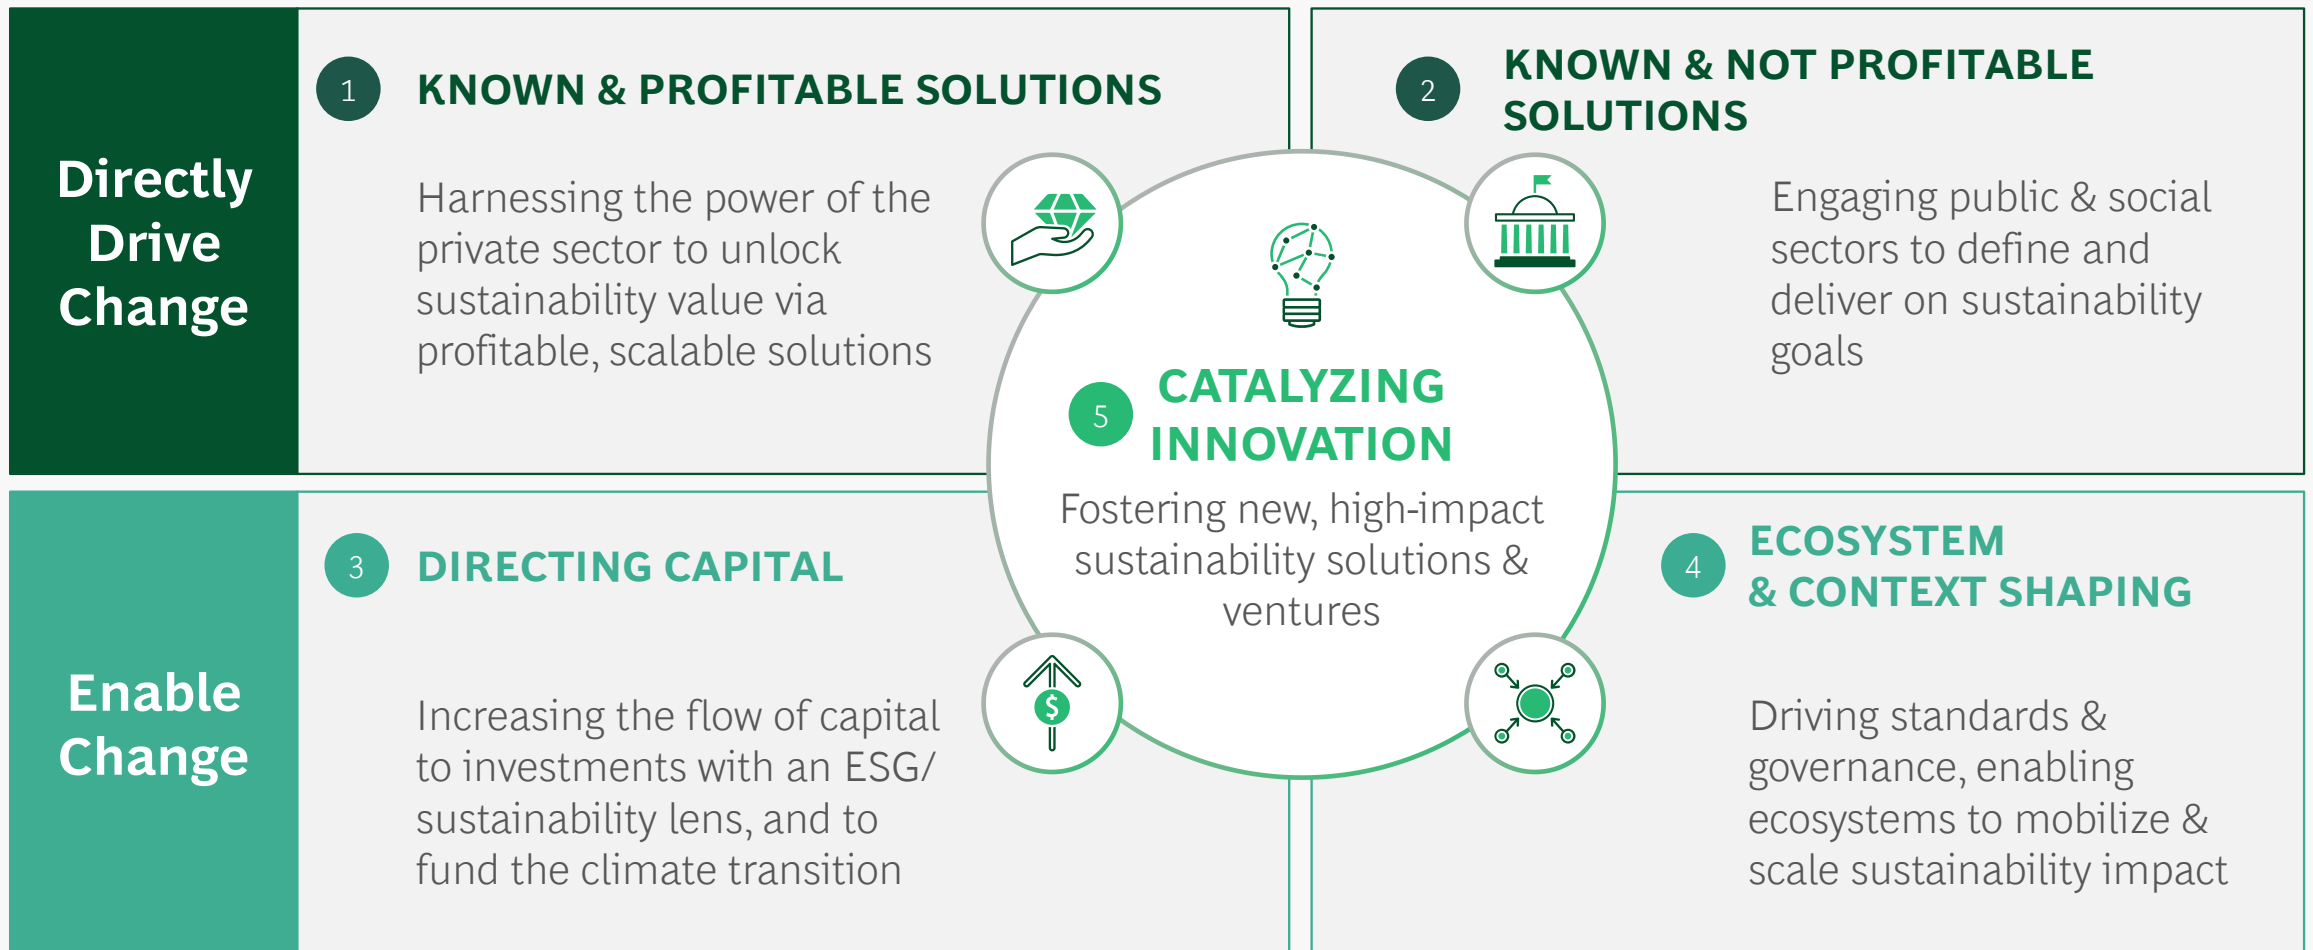 Directly
Drive
Change
1
KNOWN & PROFITABLE SOLUTIONS
Harnessing the power of the
private sector to unlock
sustainability value via
profitable, scalable solutions
2
KNOWN & NOT PROFITABLE
SOLUTIONS
Engaging public & social
sectors to define and
deliver on sustainability
goals
5
CATALYZING
INNOVATION
Fostering new, high-impact
sustainability solutions &
ventures
Enable
Change
3
DIRECTING CAPITAL
Increasing the flow of capital
to investments with an ESG/
sustainability lens, and to
fund the climate transition
$
4
ECOSYSTEM
& CONTEXT SHAPING
Driving standards &
governance, enabling
ecosystems to mobilize &
scale sustainability impact